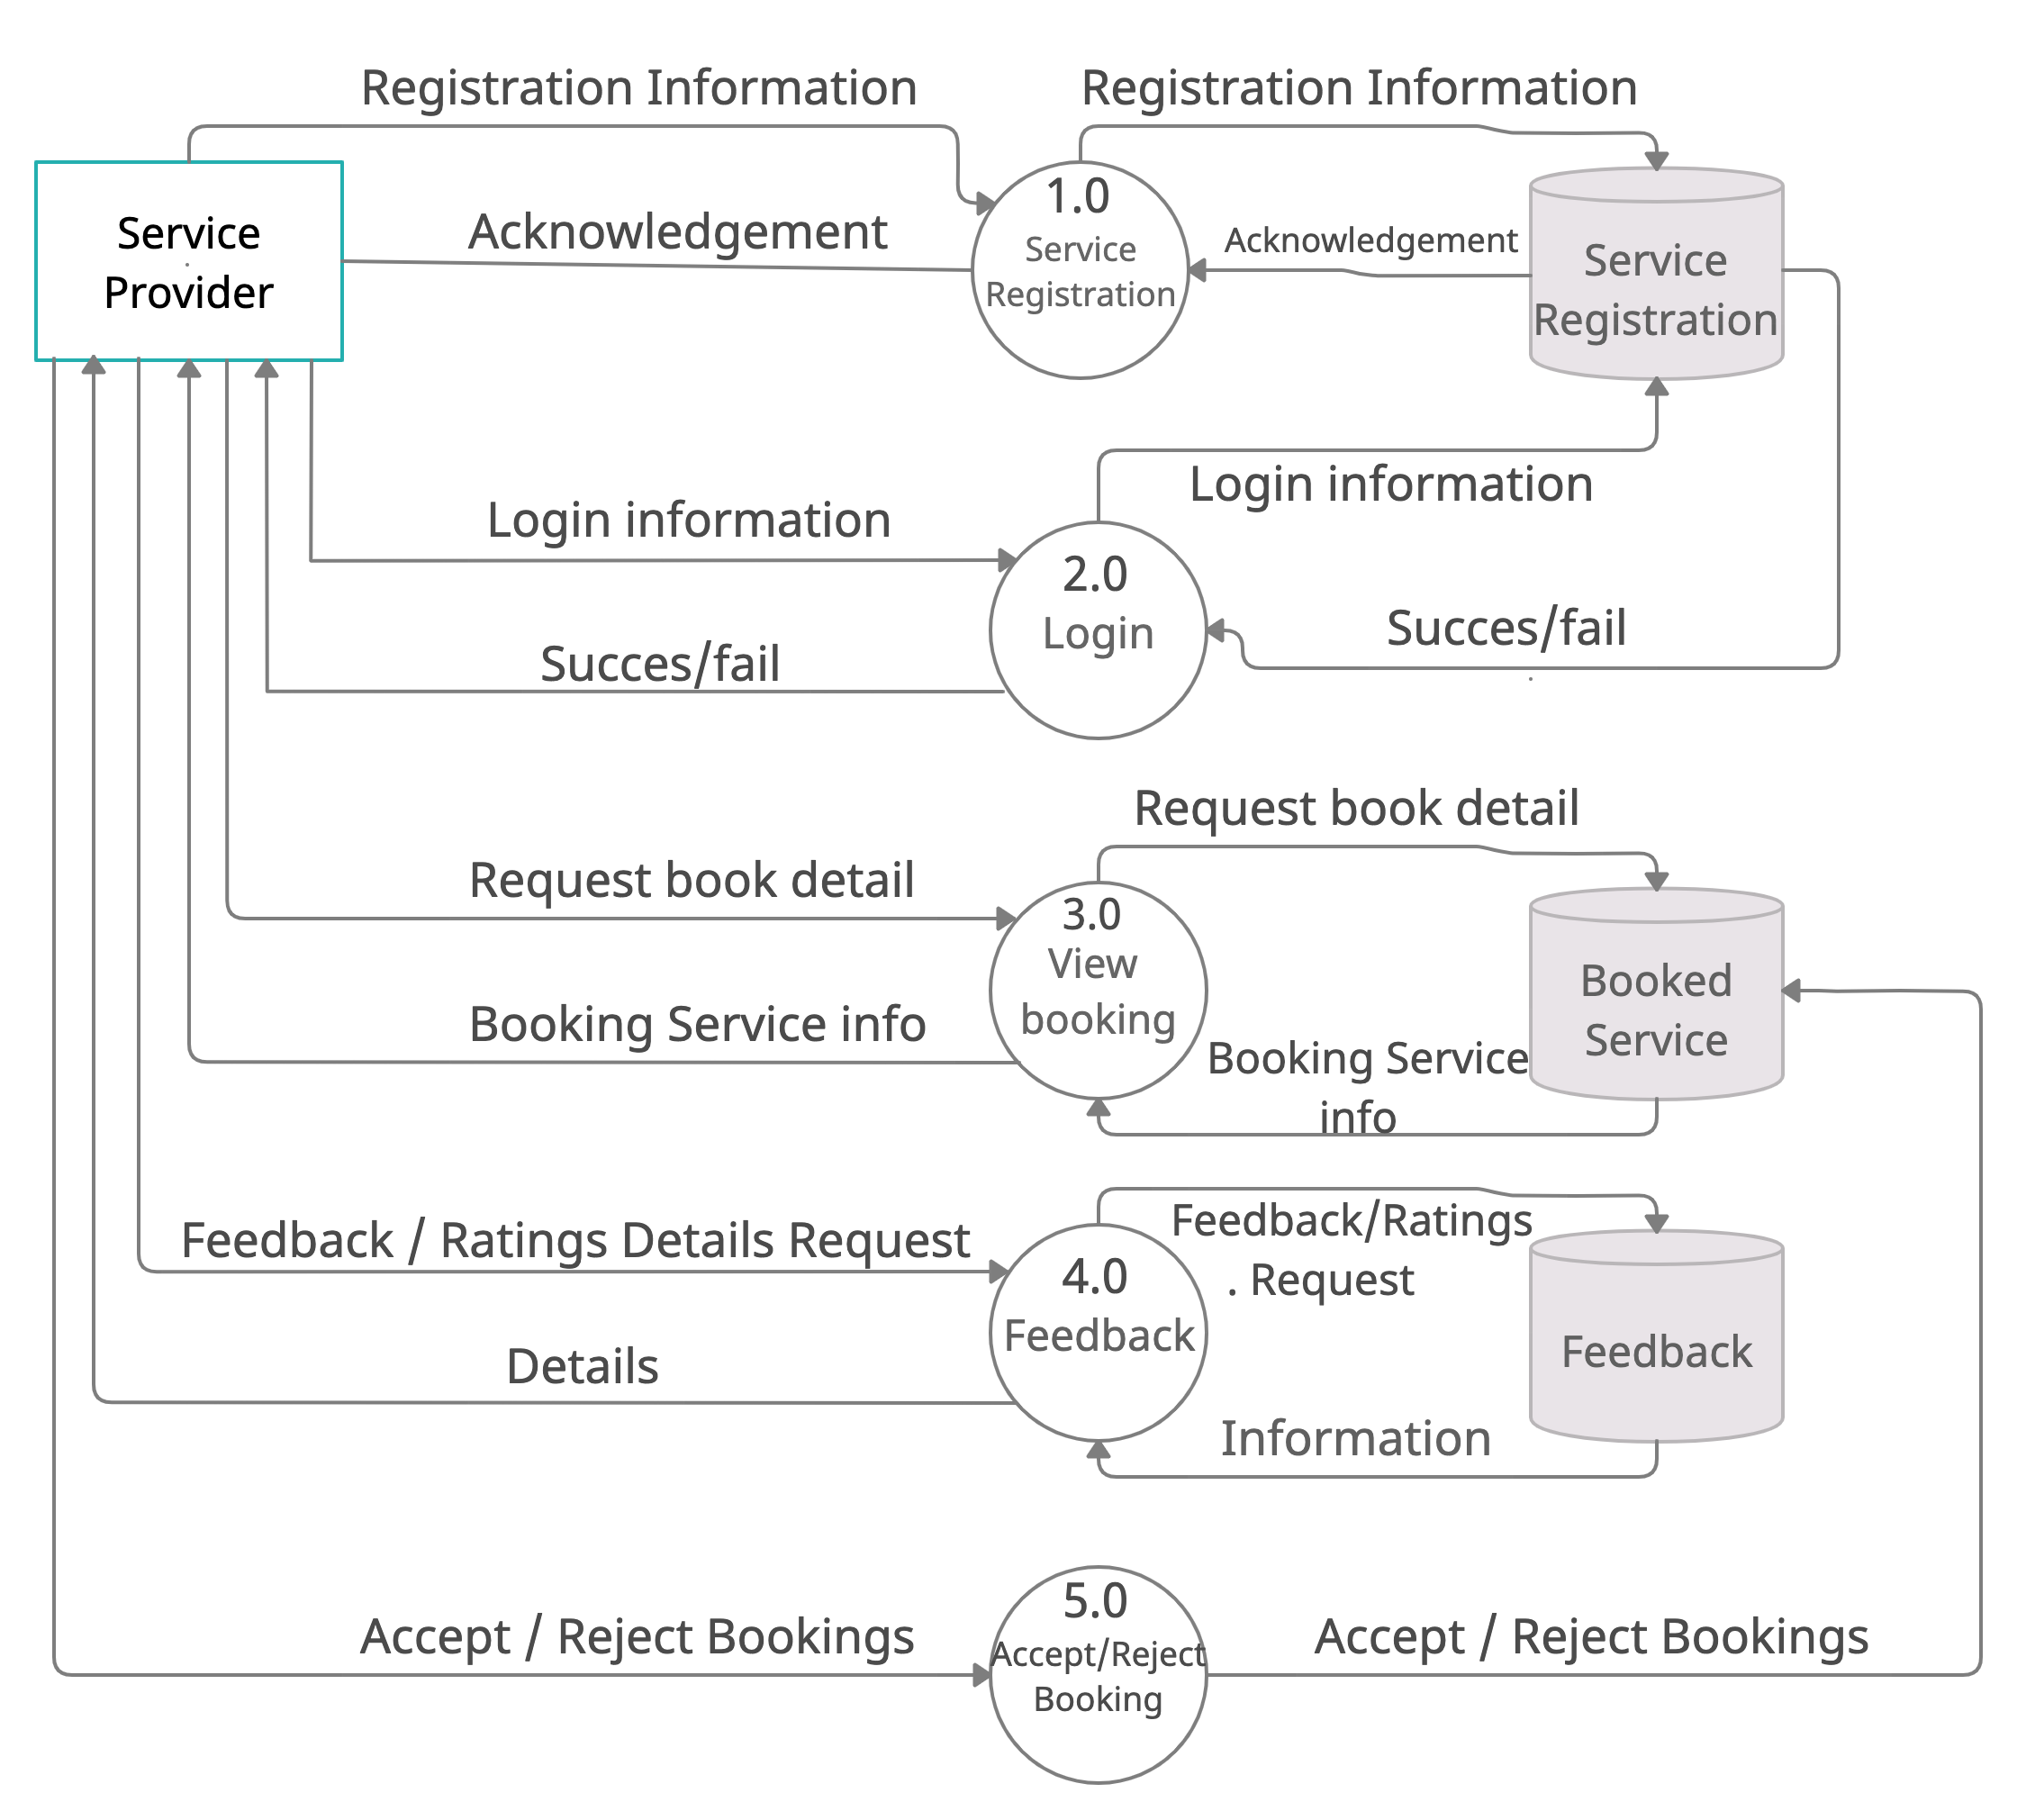 Registration Information
Registration Information
Service
Provider
Acknowledgement
1.0
Service
Registration
Acknowledgement
Service
Registration
Login information
Login information
2.0
Login
Succes/fail
Succes/fail
Request book detail
Request book detail
3.0
View
booking
Booked
Service
Booking Service info
Booking Service
info
Feedback / Ratings Details Request
4.0
Feedback
Feedback/Ratings
. Request
Feedback
Details
Information
5.0
Accept/Reject
Booking
Accept / Reject Bookings
Accept / Reject Bookings